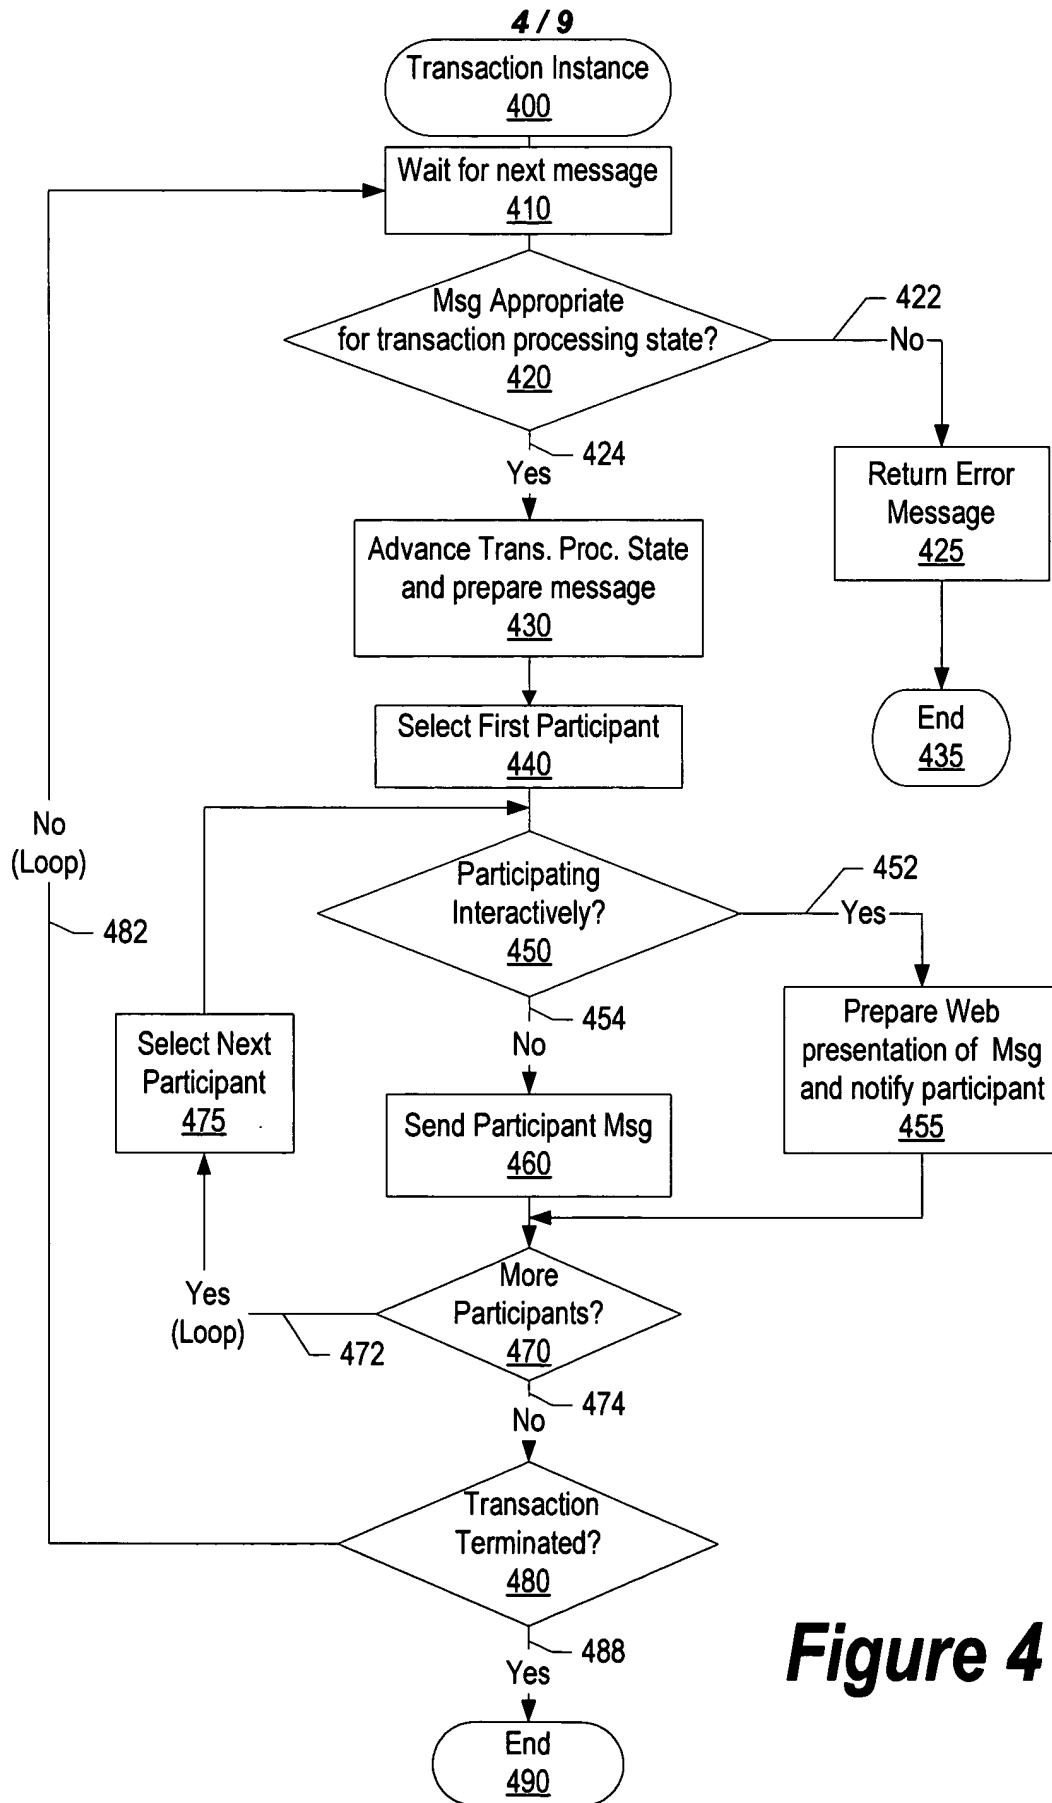 4 / 9
Transaction Instance
400
Wait for next message
410
Msg Appropriate
for transaction processing state?
420
422
No
424
Yes
Return Error
Message
425
Advance Trans. Proc. State
and prepare message
430
End
435
Select First Participant
440
No
(Loop)
482
Participating
Interactively?
450
452
Yes
454
No
Select Next
Participant
475
Prepare Web
presentation of Msg
and notify participant
455
Send Participant Msg
460
More
Participants?
470
Yes
(Loop)
472
474
No
Transaction
Terminated?
480
488
Yes
Figure 4
End
490